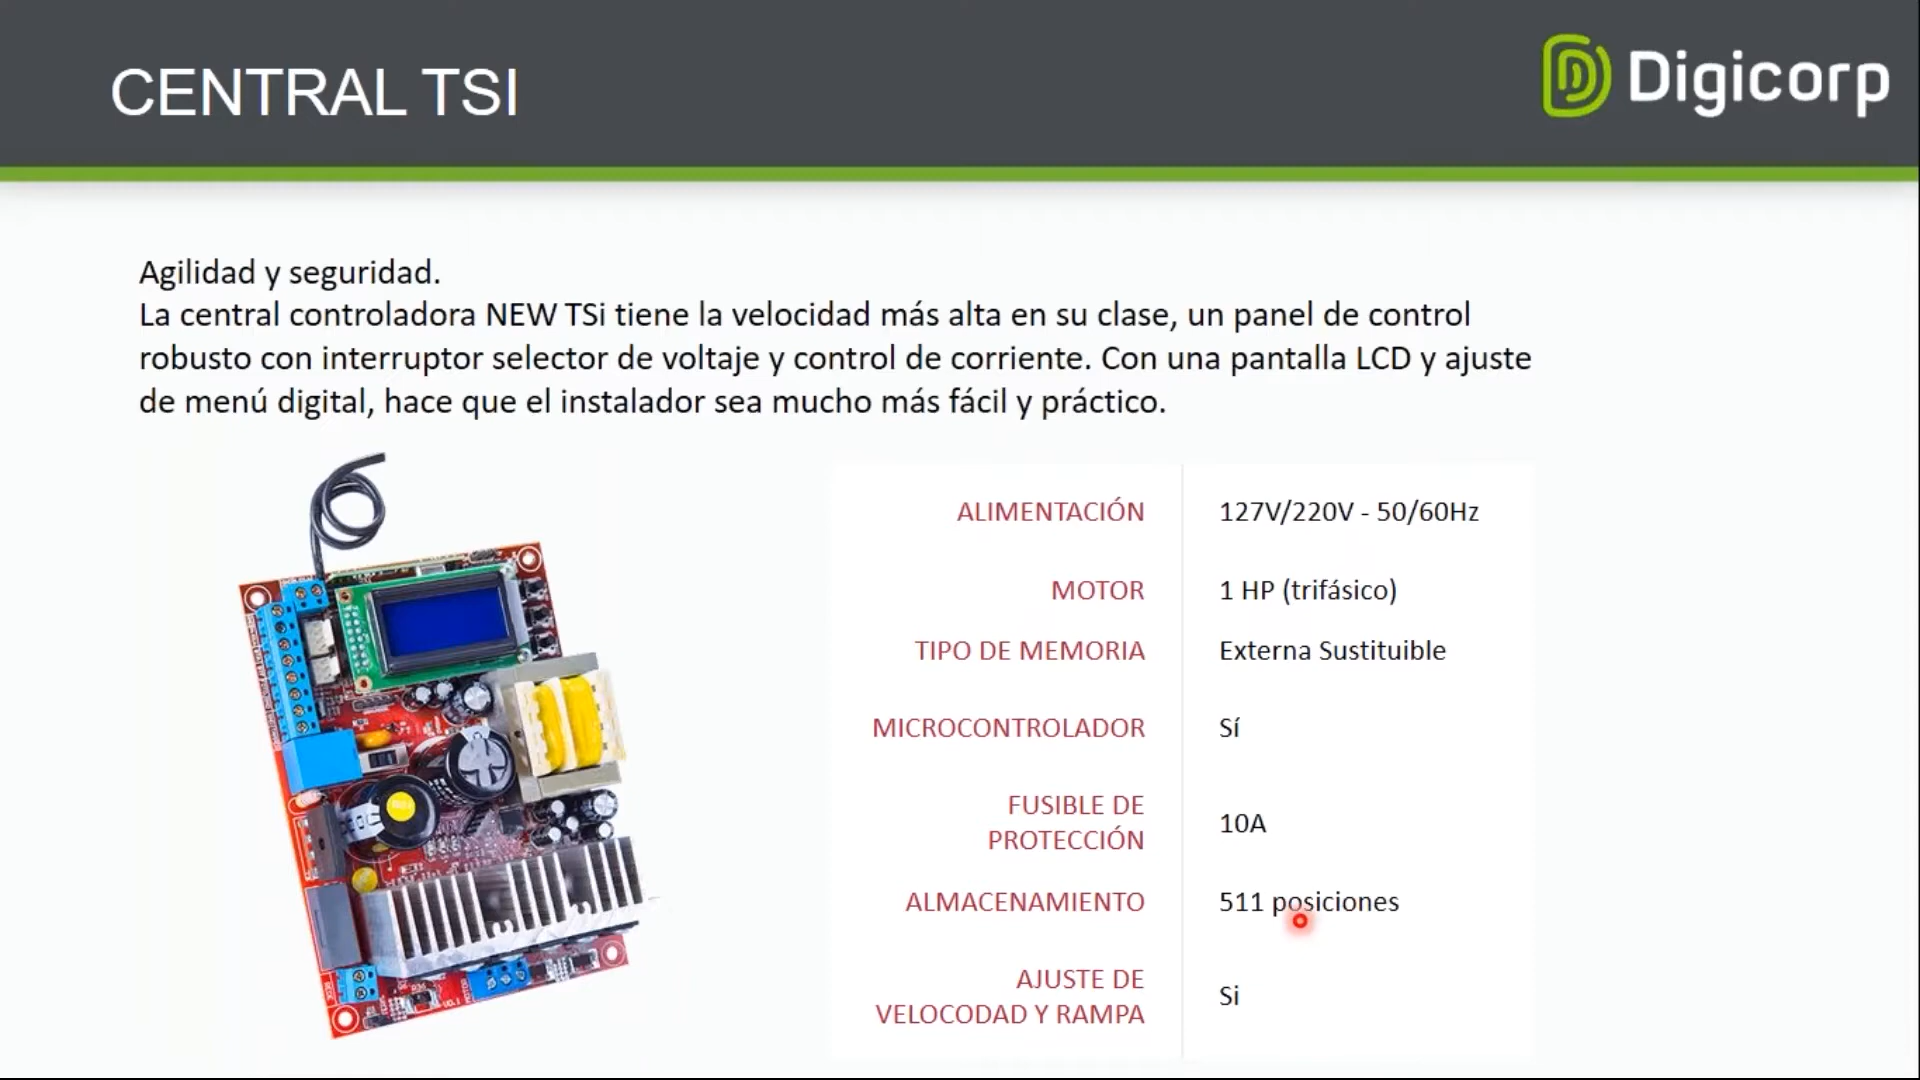 CENTRAL TSI
Digicorp
Agilidad y seguridad.
La central controladora NEW TSi tiene la velocidad más alta en su clase, un panel de control
robusto con interruptor selector de voltaje y control de corriente. Con una pantalla LCD y ajuste
de menú digital, hace que el instalador sea mucho más fácil y práctico.
ALIMENTACIÓN 127V/220V - 50/60Hz
MOTOR 1 HP (trifásico)
TIPO DE MEMORIA Externa Sustituible
MICROCONTROLADOR Sí
FUSIBLE DE
PROTECCIÓN 10A
ALMACENAMIENTO 511 posiciones
AJUSTE DE
VELOCODAD Y RAMPA Si
MOTOR